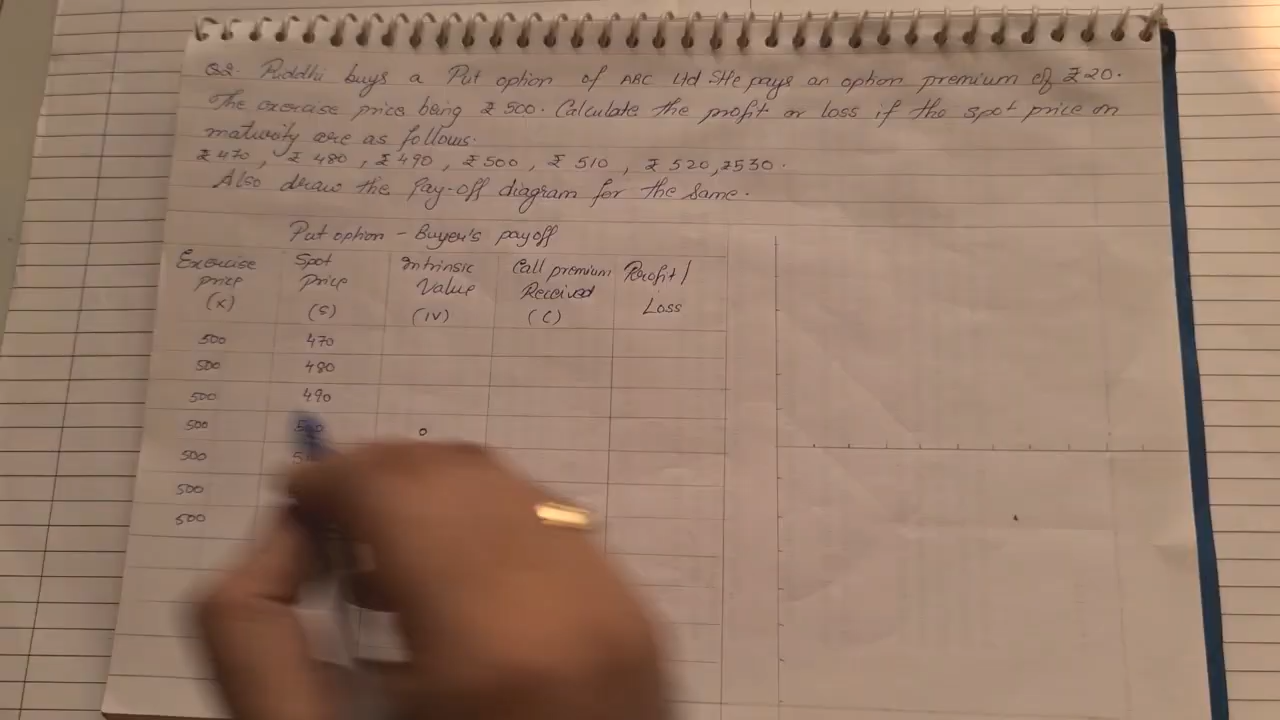 Q2. Riddhi buys a Put option of ABC Ltd She pays an option premium of ₹20.
The exercise price being ₹ 500. Calculate the profit or loss if the spot price on
maturity are as follows.
₹ 470, ₹ 480, ₹ 490, ₹ 500, ₹ 510, ₹ 520, ₹530.
Also draw the Pay-off diagram for the Same.
Put option - Buyer's payoff
Exercise price (X) Spot Price (S) Intrinsic Value (IV) Call premium Received (C) Profit/ Loss
500 470
500 480
500 490
500 0
500
500
500